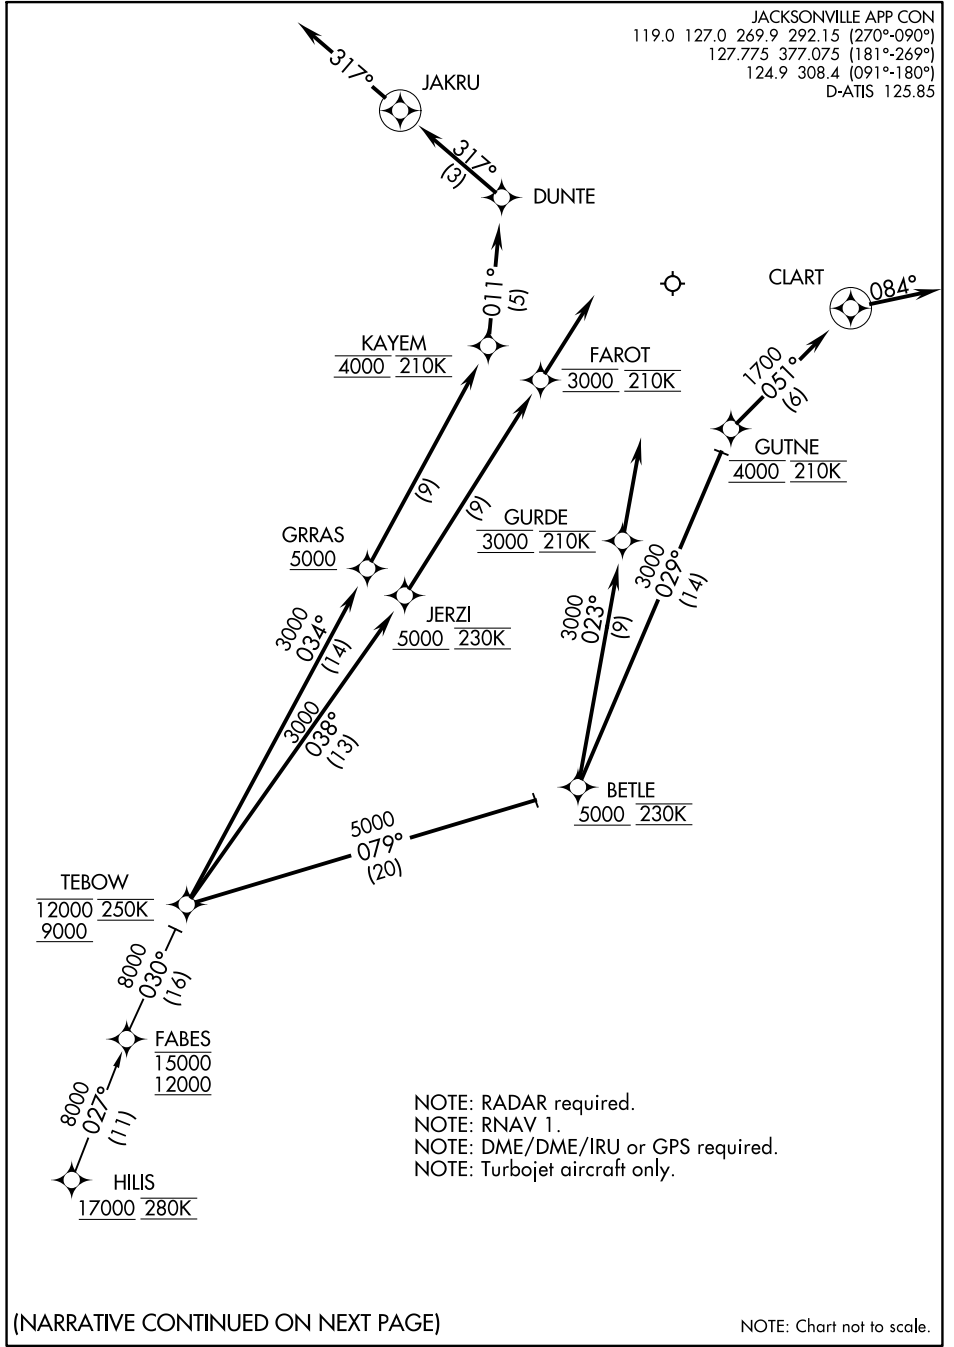 JACKSONVILLE APP CON
119.0 127.0 269.9 292.15 (270°-090°)
127.775 377.075 (181°-269°)
124.9 308.4 (091°-180°)
D-ATIS 125.85
317°
JAKRU
317°
(3)
DUNTE
011°
(5)
CLART
084°
KAYEM
4000 210K
FAROT
3000 210K
1700
051°
(6)
GUTNE
4000 210K
(9)
(9)
GRRAS
5000
GURDE
3000 210K
3000
029°
(14)
JERZI
5000 230K
3000
023°
(9)
3000
034°
(14)
3000
038°
(13)
BETLE
5000 230K
5000
079°
(20)
TEBOW
12000 250K
9000
8000
030°
(16)
FABES
15000
12000
8000
027°
(11)
HILIS
17000 280K
NOTE: RADAR required.
NOTE: RNAV 1.
NOTE: DME/DME/IRU or GPS required.
NOTE: Turbojet aircraft only.
(NARRATIVE CONTINUED ON NEXT PAGE)
NOTE: Chart not to scale.